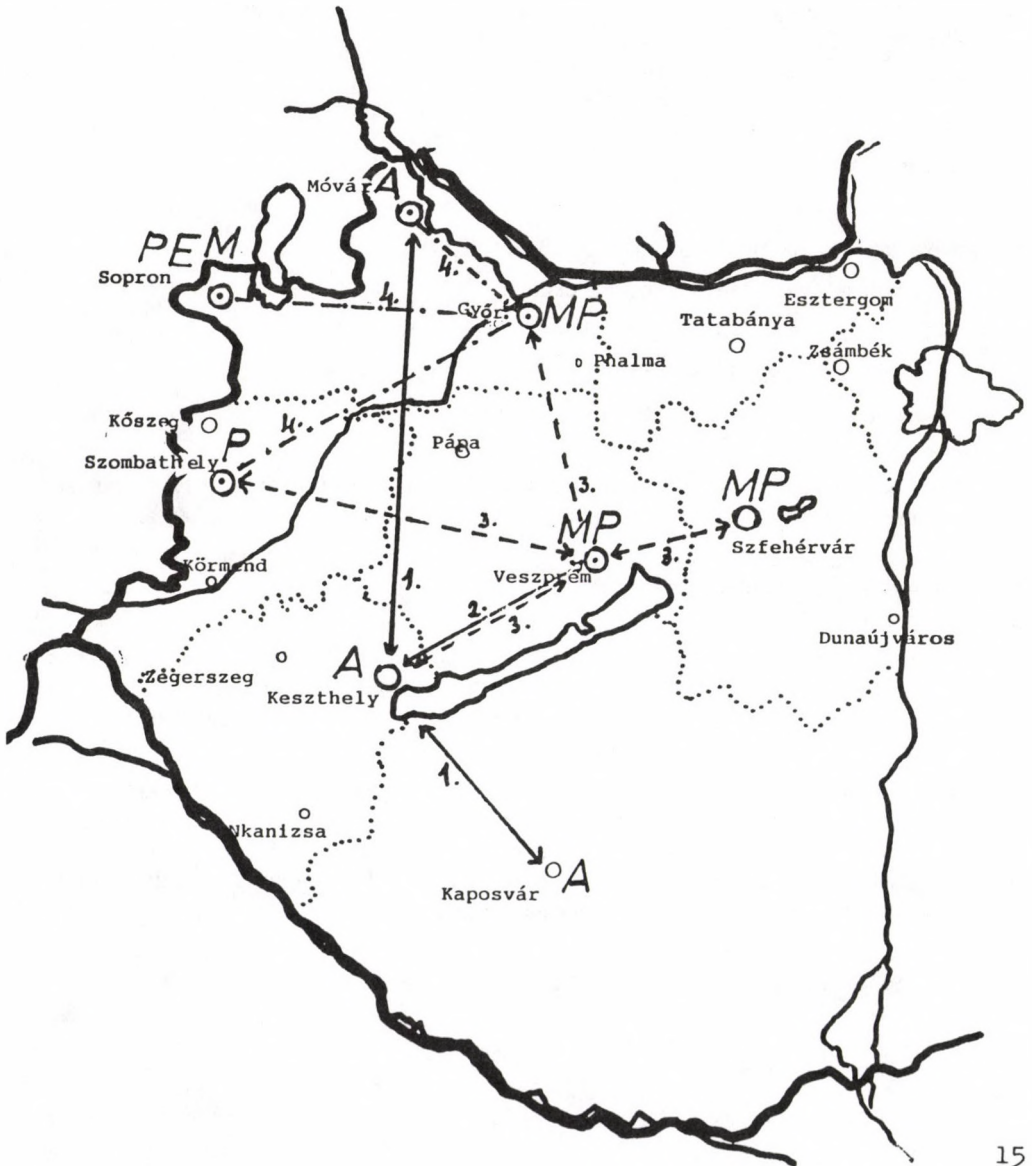 Móvár A
PEM
Sopron
4.
4.
Győr MP
Esztergom
Tatabánya
Zsámbék
Phalma
Kőszeg
4.
P
Pápa
Szombathely
3.
MP
3.
MP
Szfehérvár
Veszprém
3.
Körmend
1.
2.
3.
Dunaújváros
A
Zegerszeg
Keszthely
1.
Nkanizsa
A
Kaposvár
15